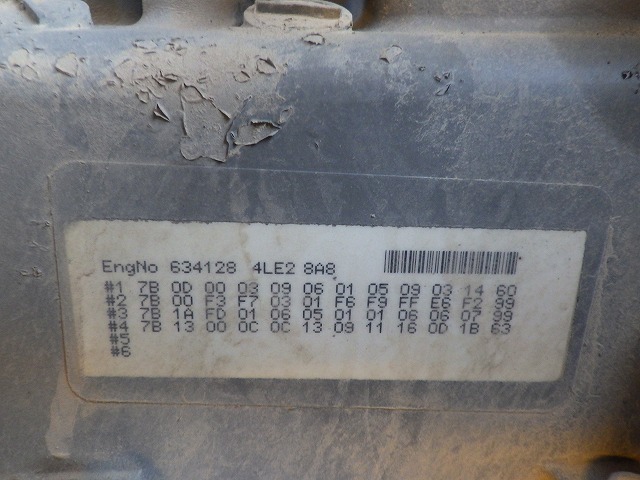 EngNo 634128 4LE2 8A8
#1 7B 0D 00 03 09 06 01 05 09 03 14 60
#2 7B 00 F3 F7 03 01 F6 F9 FF E6 F2 99
#3 7B 1A FD 01 06 05 01 01 06 06 07 99
#4 7B 13 00 0C 0C 13 09 11 16 0D 1B 63
#5
#6